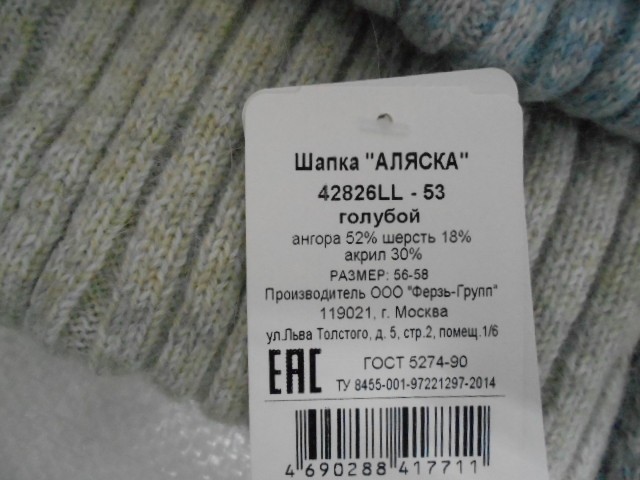 Шапка "АЛЯСКА"
42826LL - 53
голубой
ангора 52% шерсть 18%
акрил 30%
РАЗМЕР: 56-58
Производитель ООО "Ферзь-Групп"
119021, г. Москва
ул.Льва Толстого, д. 5, стр.2, помещ.1/6
EAC ГОСТ 5274-90
ТУ 8455-001-97221297-2014
4 690288 417711